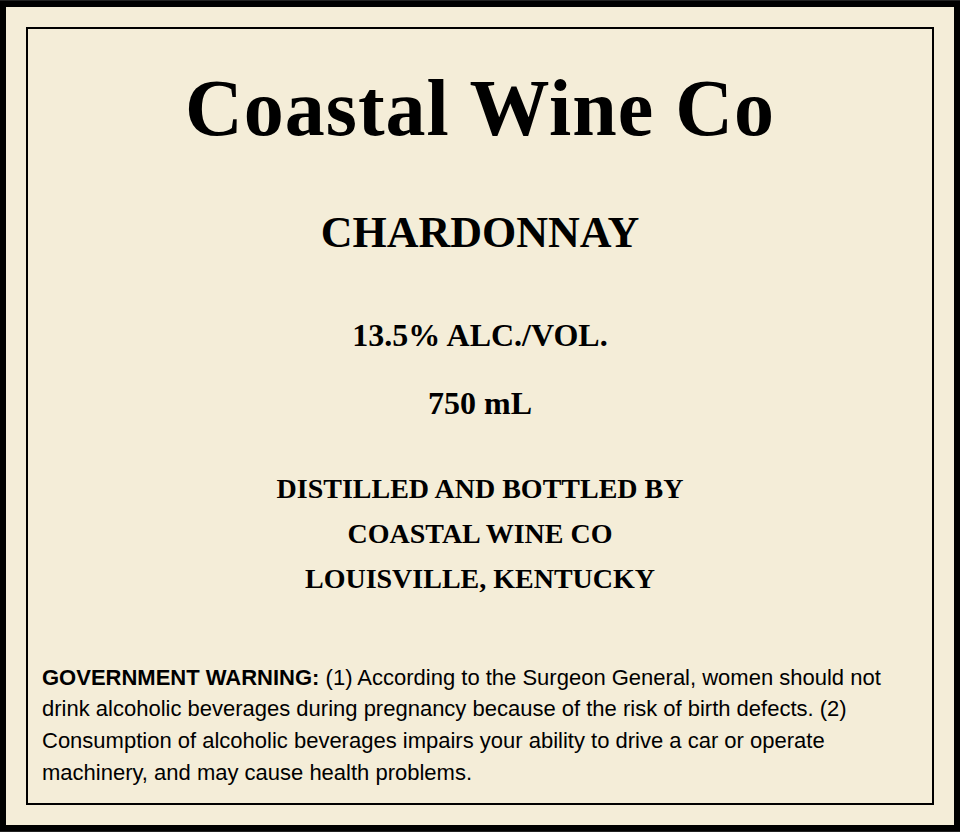 Coastal Wine Co
CHARDONNAY
13.5% ALC./VOL.
750 mL
DISTILLED AND BOTTLED BY
COASTAL WINE CO
LOUISVILLE, KENTUCKY
GOVERNMENT WARNING: (1) According to the Surgeon General, women should not
drink alcoholic beverages during pregnancy because of the risk of birth defects. (2)
Consumption of alcoholic beverages impairs your ability to drive a car or operate
machinery, and may cause health problems.